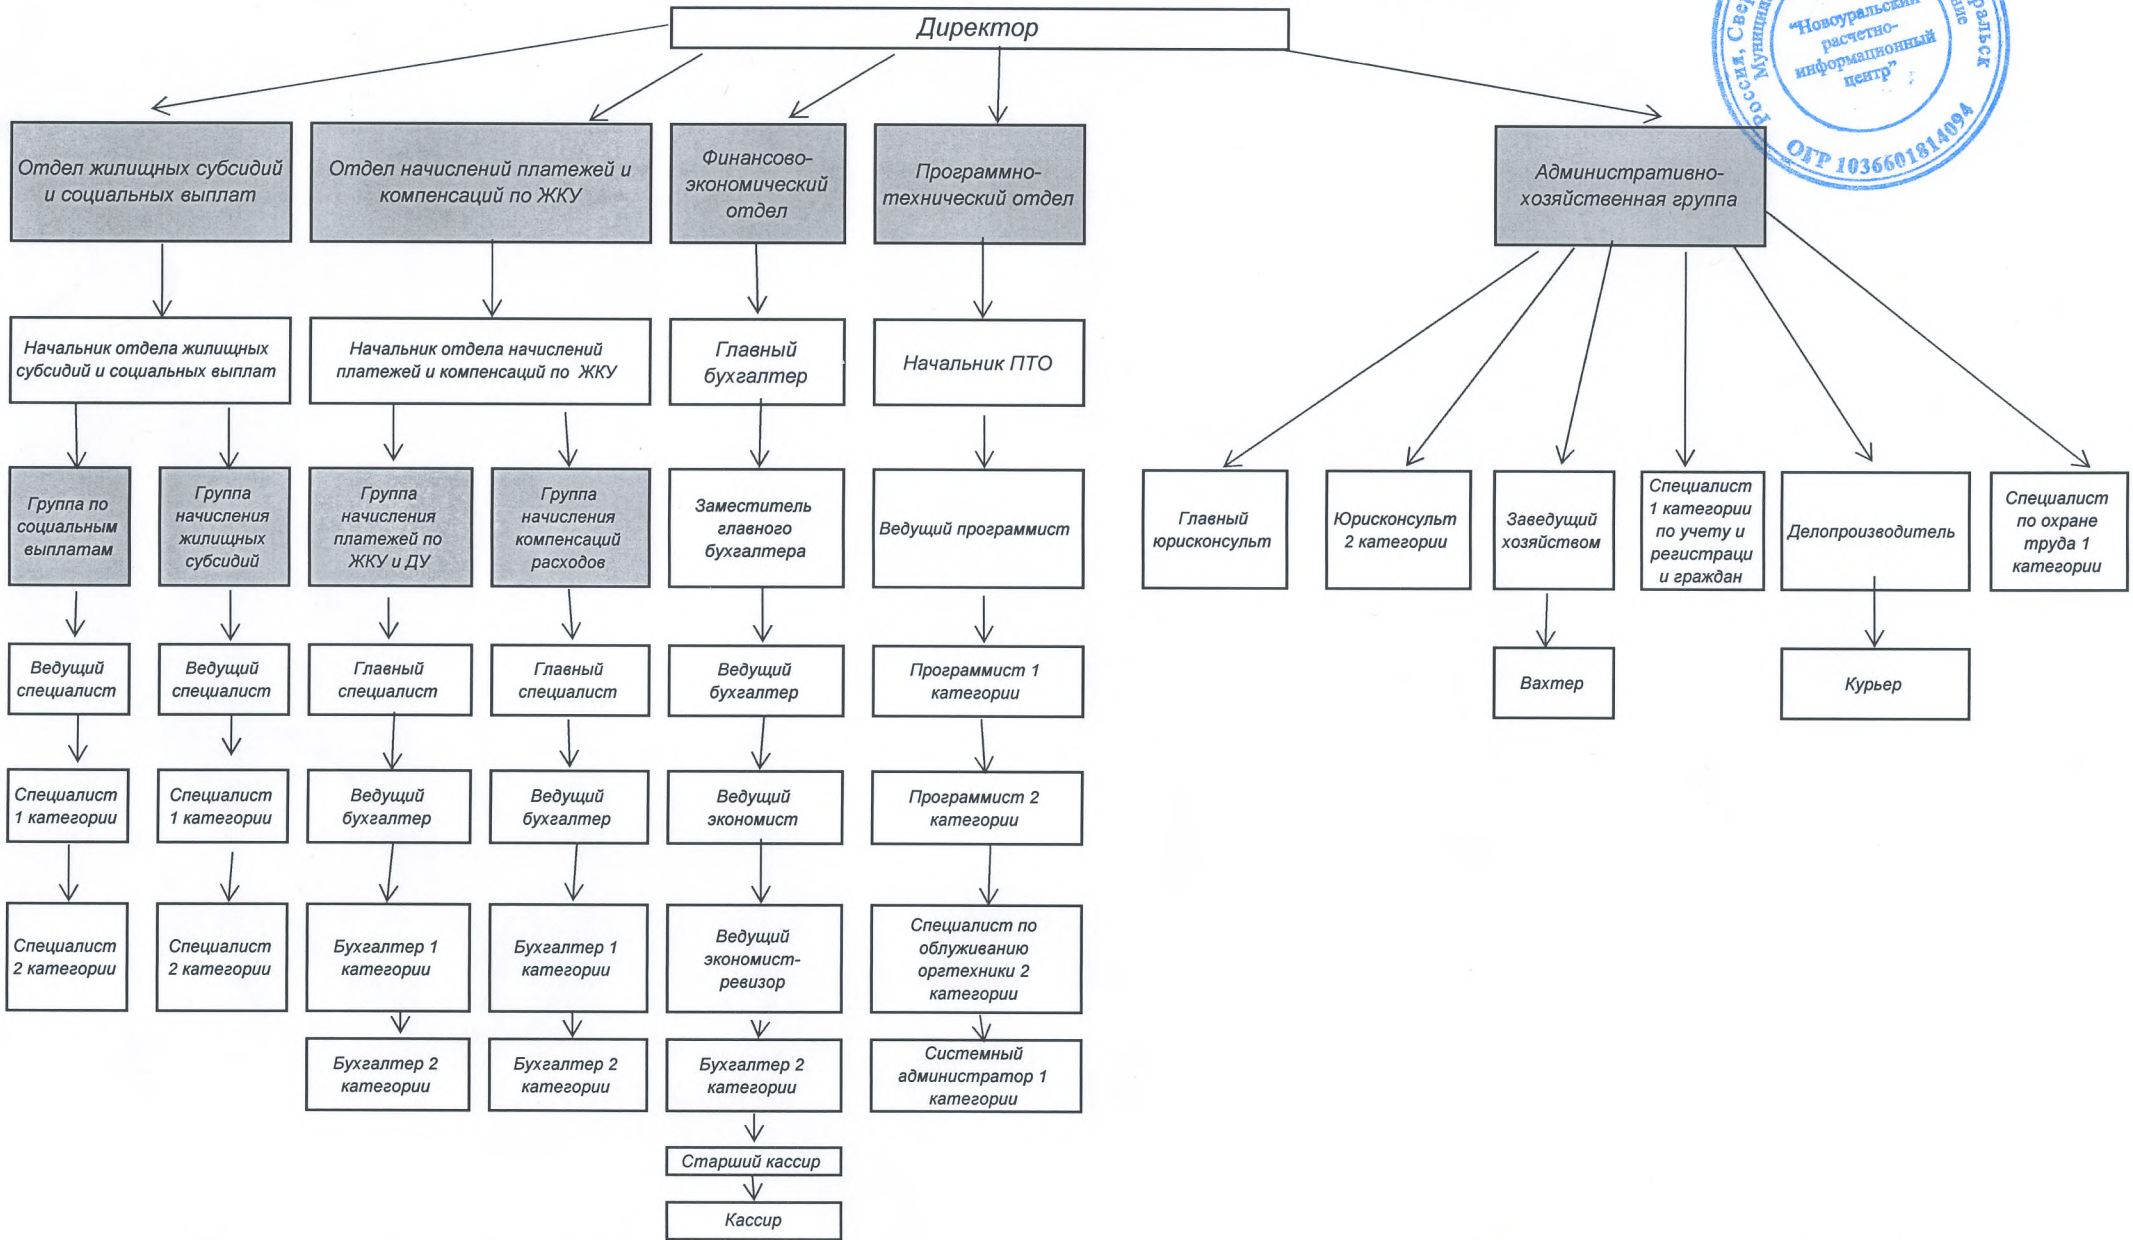 Директор
"Новоуральский
расчетно-
информационный
центр"
ОГР 1036601814094
Россия, Свер
Муниципа
Отдел жилищных субсидий
и социальных выплат
Отдел начислений платежей и
компенсаций по ЖКУ
Финансово-
экономический
отдел
Программно-
технический отдел
Административно-
хозяйственная группа
Начальник отдела жилищных
субсидий и социальных выплат
Начальник отдела начислений
платежей и компенсаций по ЖКУ
Главный
бухгалтер
Начальник ПТО
Группа по
социальным
выплатам
Группа
начисления
жилищных
субсидий
Группа
начисления
платежей по
ЖКУ и ДУ
Группа
начисления
компенсаций
расходов
Заместитель
главного
бухгалтера
Ведущий программист
Главный
юрисконсульт
Юрисконсульт
2 категории
Заведущий
хозяйством
Специалист
1 категории
по учету и
регистраци
и граждан
Делопроизводитель
Специалист
по охране
труда 1
категории
Ведущий
специалист
Ведущий
специалист
Главный
специалист
Главный
специалист
Ведущий
бухгалтер
Программист 1
категории
Вахтер
Курьер
Специалист
1 категории
Специалист
1 категории
Ведущий
бухгалтер
Ведущий
бухгалтер
Ведущий
экономист
Программист 2
категории
Специалист
2 категории
Специалист
2 категории
Бухгалтер 1
категории
Бухгалтер 1
категории
Ведущий
экономист-
ревизор
Специалист по
облуживанию
оргтехники 2
категории
Бухгалтер 2
категории
Бухгалтер 2
категории
Бухгалтер 2
категории
Системный
администратор 1
категории
Старший кассир
Кассир